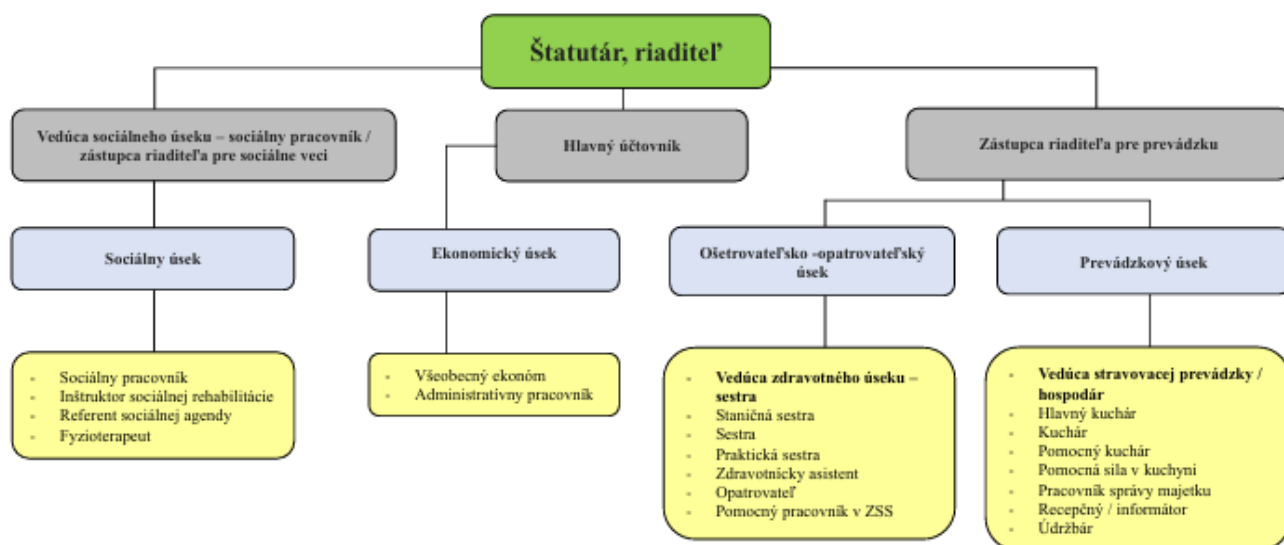 Štatutár, riaditeľ
Vedúca sociálneho úseku – sociálny pracovník /
zástupca riaditeľa pre sociálne veci
Hlavný účtovník
Zástupca riaditeľa pre prevádzku
Sociálny úsek
Ekonomický úsek
Ošetrovateľsko -opatrovateľský
úsek
Prevádzkový úsek
- Sociálny pracovník
- Inštruktor sociálnej rehabilitácie
- Referent sociálnej agendy
- Fyzioterapeut
- Všeobecný ekonóm
- Administratívny pracovník
- Vedúca zdravotného úseku –
sestra
- Staničná sestra
- Sestra
- Praktická sestra
- Zdravotnícky asistent
- Opatrovateľ
- Pomocný pracovník v ZSS
- Vedúca stravovacej prevádzky /
hospodár
- Hlavný kuchár
- Kuchár
- Pomocný kuchár
- Pomocná sila v kuchyni
- Pracovník správy majetku
- Recepčný / informátor
- Údržbár